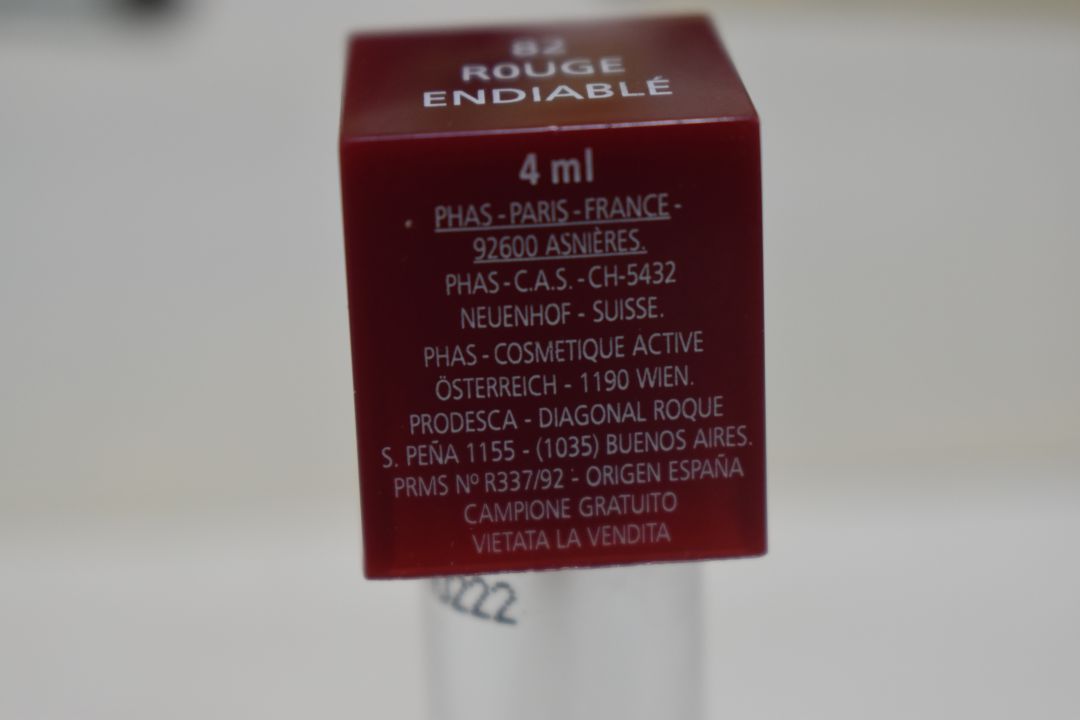 82
ROUGE
ENDIABLÉ
4 ml
PHAS - PARIS - FRANCE -
92600 ASNIÈRES.
PHAS - C.A.S. - CH-5432
NEUENHOF - SUISSE.
PHAS - COSMETIQUE ACTIVE
ÖSTERREICH - 1190 WIEN.
PRODESCA - DIAGONAL ROQUE
S. PEÑA 1155 - (1035) BUENOS AIRES.
PRMS Nº R337/92 - ORIGEN ESPAÑA
CAMPIONE GRATUITO
VIETATA LA VENDITA